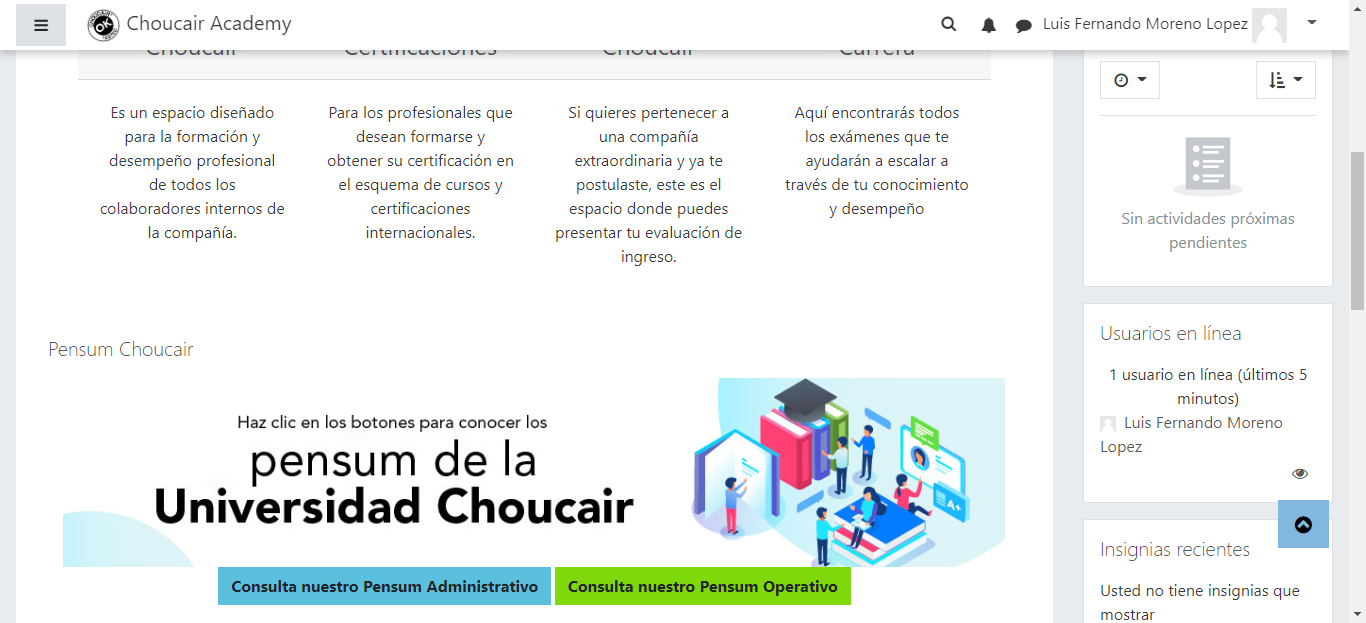 Choucair Academy
Luis Fernando Moreno Lopez
Choucair
Certificaciones
Choucair
Carrera
Es un espacio diseñado
para la formación y
desempeño profesional
de todos los
colaboradores internos de
la compañía.
Para los profesionales que
desean formarse y
obtener su certificación en
el esquema de cursos y
certificaciones
internacionales.
Si quieres pertenecer a
una compañía
extraordinaria y ya te
postulaste, este es el
espacio donde puedes
presentar tu evaluación de
ingreso.
Aquí encontrarás todos
los exámenes que te
ayudarán a escalar a
través de tu conocimiento
y desempeño
Pensum Choucair
Haz clic en los botones para conocer los
pensum de la
Universidad Choucair
A+
Consulta nuestro Pensum Administrativo
Consulta nuestro Pensum Operativo
Sin actividades próximas
pendientes
Usuarios en línea
1 usuario en línea (últimos 5
minutos)
Luis Fernando Moreno
Lopez
Insignias recientes
Usted no tiene insignias que
mostrar